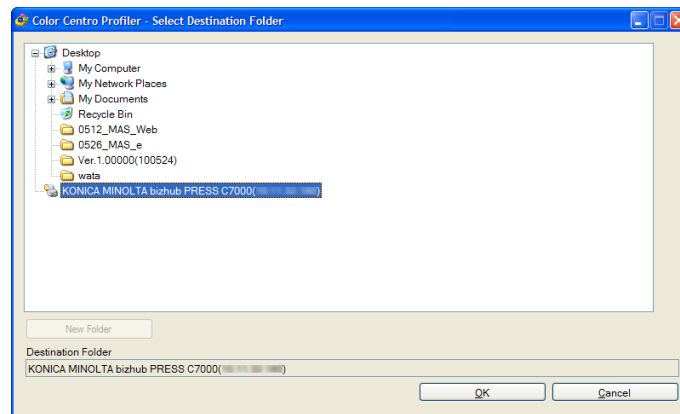 Color Centro Profiler - Select Destination Folder
Desktop
My Computer
My Network Places
My Documents
Recycle Bin
0512_MAS_Web
0526_MAS_e
Ver.1.00000(100524)
wata
KONICA MINOLTA bizhub PRESS C7000( )
New Folder
Destination Folder
KONICA MINOLTA bizhub PRESS C7000( )
OK Cancel